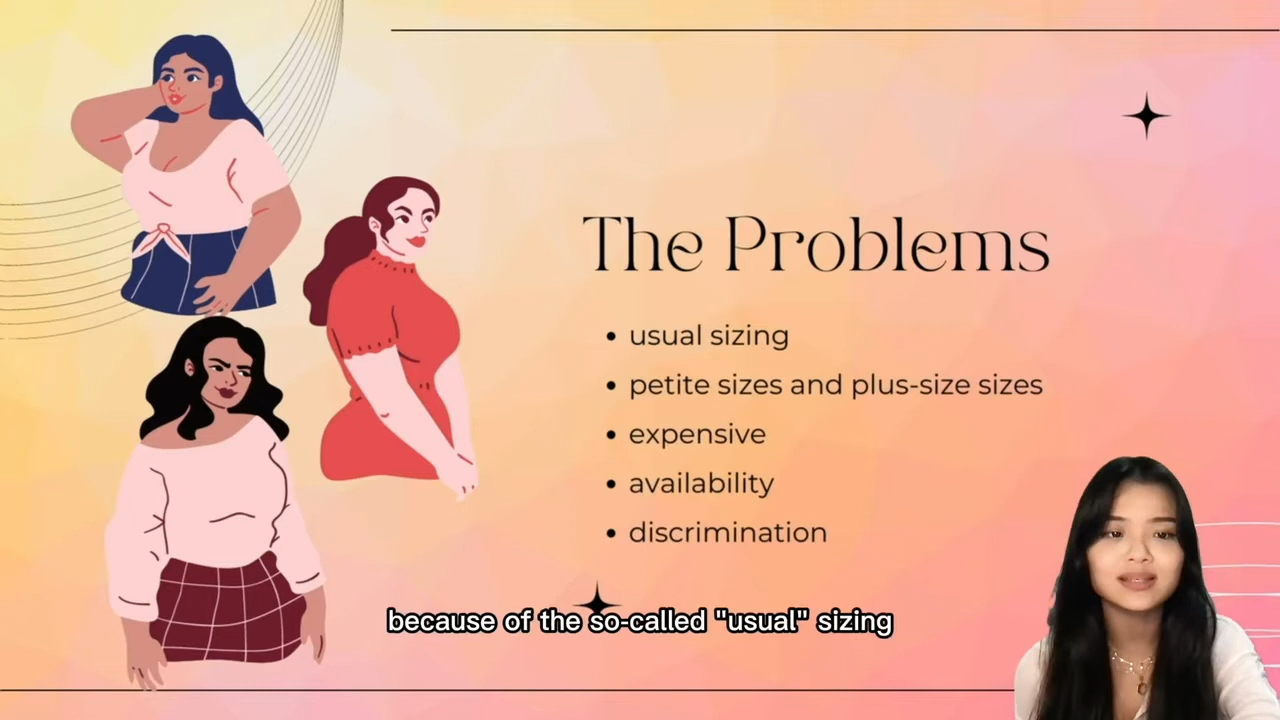 The Problems
• usual sizing
• petite sizes and plus-size sizes
• expensive
• availability
• discrimination
because of the so-called "usual" sizing